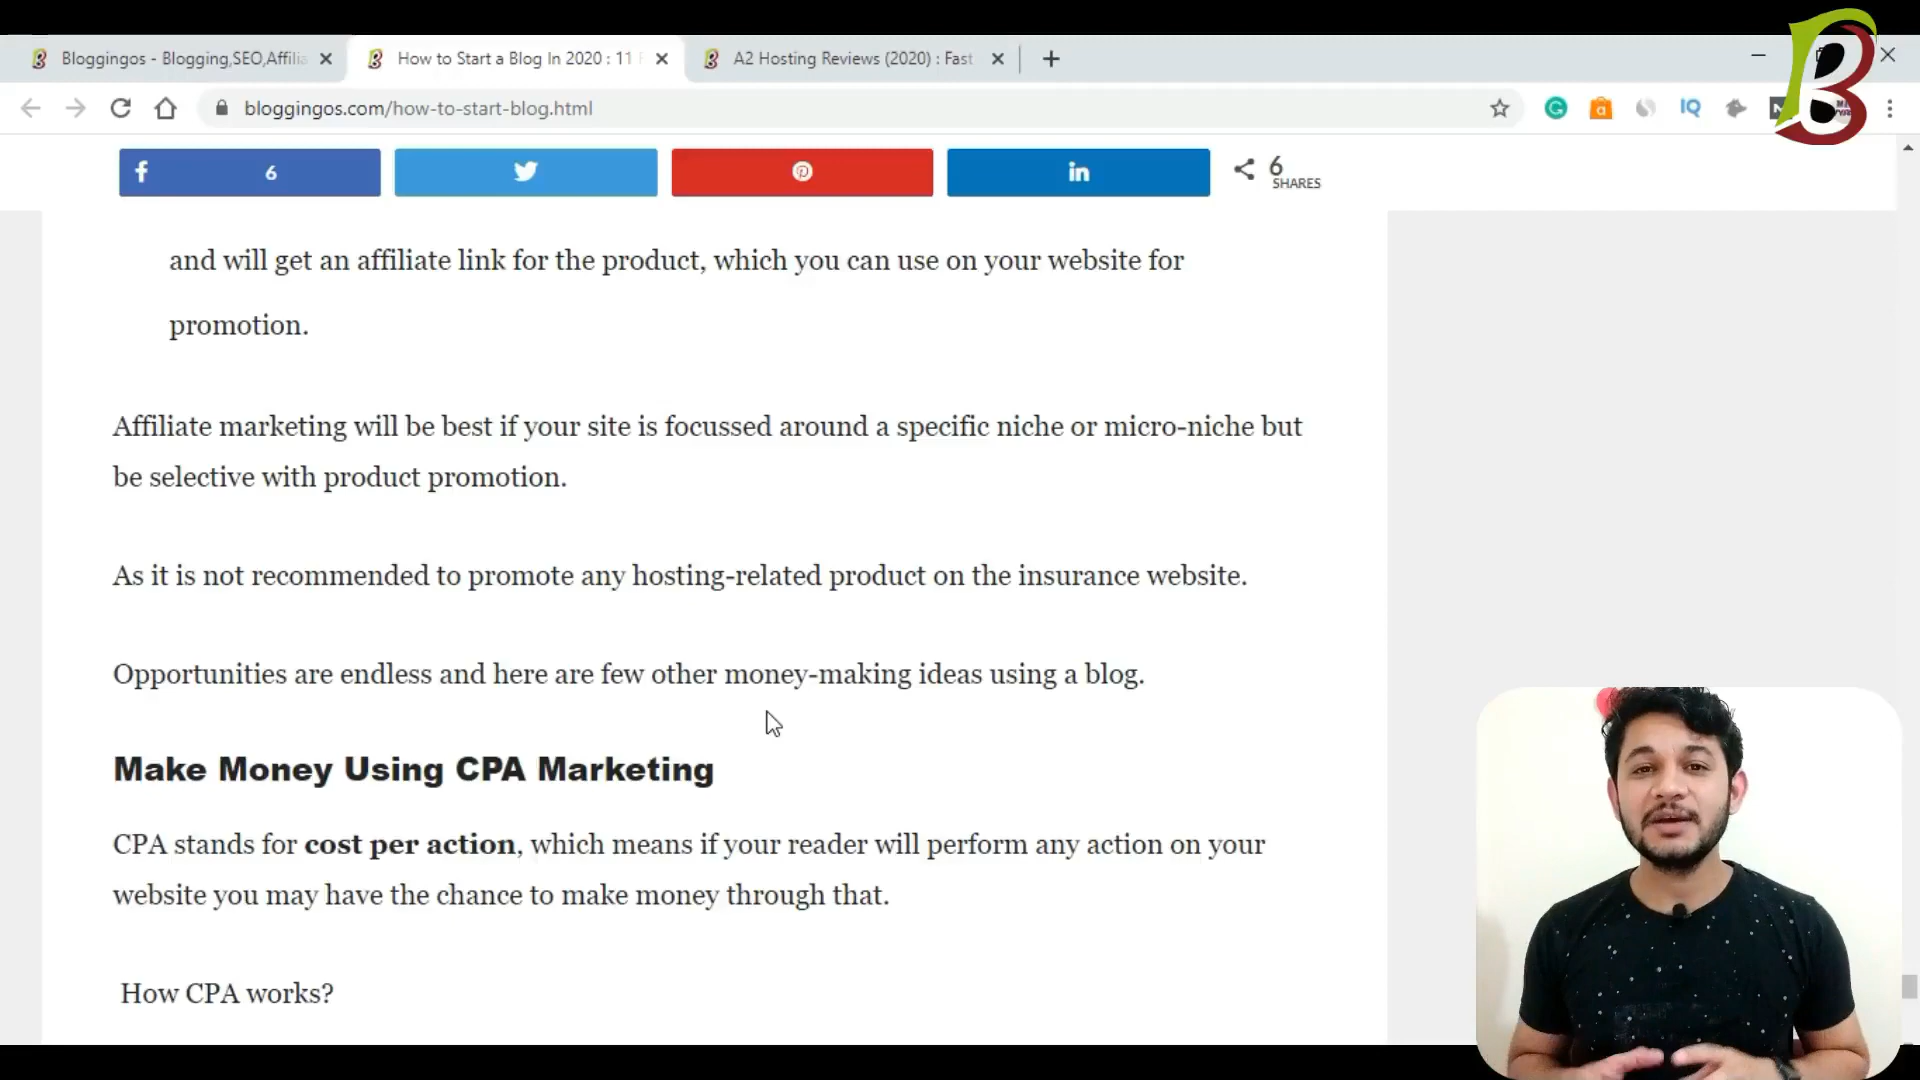 Bloggingos - Blogging,SEO,Affilia
How to Start a Blog In 2020 : 11
A2 Hosting Reviews (2020) : Fast
bloggingos.com/how-to-start-blog.html
IQ
6
6
SHARES
and will get an affiliate link for the product, which you can use on your website for
promotion.
Affiliate marketing will be best if your site is focussed around a specific niche or micro-niche but
be selective with product promotion.
As it is not recommended to promote any hosting-related product on the insurance website.
Opportunities are endless and here are few other money-making ideas using a blog.
Make Money Using CPA Marketing
CPA stands for cost per action, which means if your reader will perform any action on your
website you may have the chance to make money through that.
How CPA works?